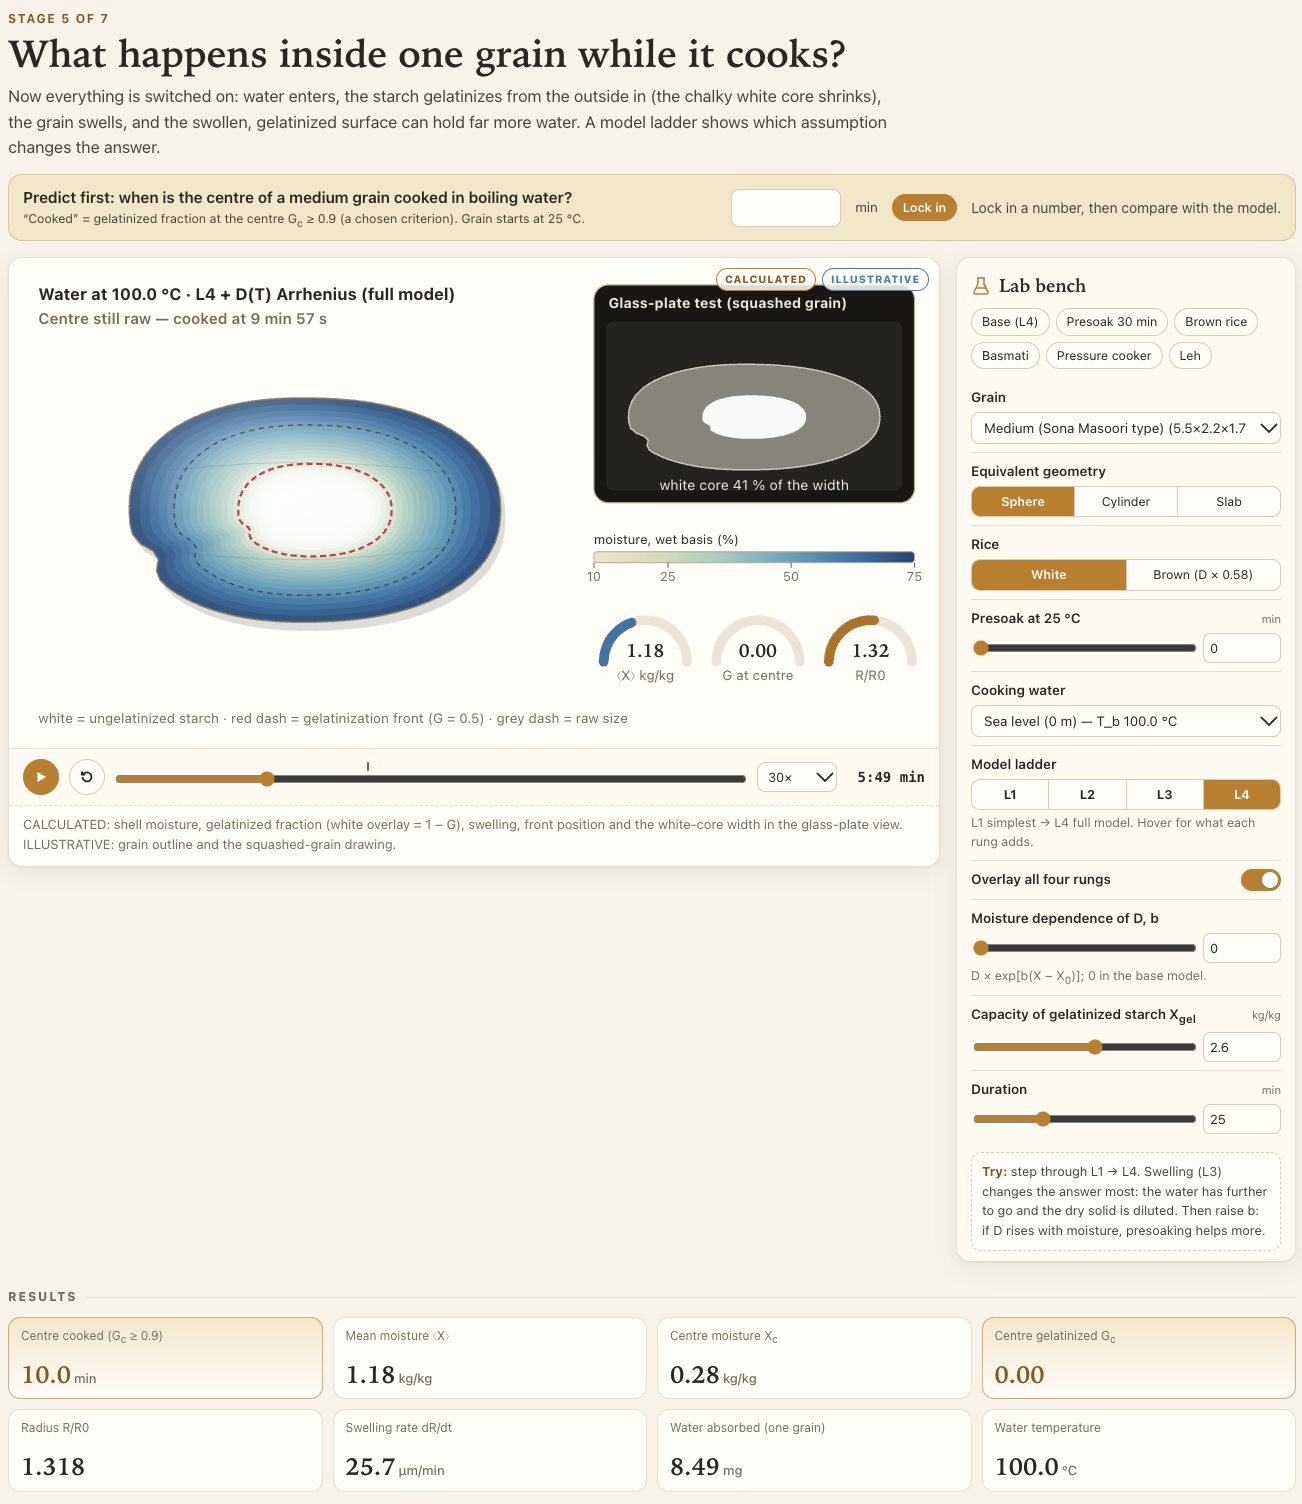 STAGE 5 OF 7
What happens inside one grain while it cooks?
Now everything is switched on: water enters, the starch gelatinizes from the outside in (the chalky white core shrinks),
the grain swells, and the swollen, gelatinized surface can hold far more water. A model ladder shows which assumption
changes the answer.
Predict first: when is the centre of a medium grain cooked in boiling water?
“Cooked” = gelatinized fraction at the centre Gc ≥ 0.9 (a chosen criterion). Grain starts at 25 °C.
min
Lock in
Lock in a number, then compare with the model.
CALCULATED
ILLUSTRATIVE
Water at 100.0 °C · L4 + D(T) Arrhenius (full model)
Centre still raw — cooked at 9 min 57 s
Glass-plate test (squashed grain)
white core 41 % of the width
moisture, wet basis (%)
10 25 50 75
1.18
⟨X⟩ kg/kg
0.00
G at centre
1.32
R/R0
white = ungelatinized starch · red dash = gelatinization front (G = 0.5) · grey dash = raw size
30×
5:49 min
CALCULATED: shell moisture, gelatinized fraction (white overlay = 1 − G), swelling, front position and the white-core width in the glass-plate view.
ILLUSTRATIVE: grain outline and the squashed-grain drawing.
Lab bench
Base (L4)
Presoak 30 min
Brown rice
Basmati
Pressure cooker
Leh
Grain
Medium (Sona Masoori type) (5.5×2.2×1.7
Equivalent geometry
Sphere
Cylinder
Slab
Rice
White
Brown (D × 0.58)
Presoak at 25 °C
min
0
Cooking water
Sea level (0 m) — T_b 100.0 °C
Model ladder
L1
L2
L3
L4
L1 simplest → L4 full model. Hover for what each
rung adds.
Overlay all four rungs
Moisture dependence of D, b
0
D × exp[b(X − X0)]; 0 in the base model.
Capacity of gelatinized starch Xgel
kg/kg
2.6
Duration
min
25
Try: step through L1 → L4. Swelling (L3)
changes the answer most: the water has further
to go and the dry solid is diluted. Then raise b:
if D rises with moisture, presoaking helps more.
RESULTS
Centre cooked (Gc ≥ 0.9)
10.0 min
Mean moisture ⟨X⟩
1.18 kg/kg
Centre moisture Xc
0.28 kg/kg
Centre gelatinized Gc
0.00
Radius R/R0
1.318
Swelling rate dR/dt
25.7 µm/min
Water absorbed (one grain)
8.49 mg
Water temperature
100.0 °C